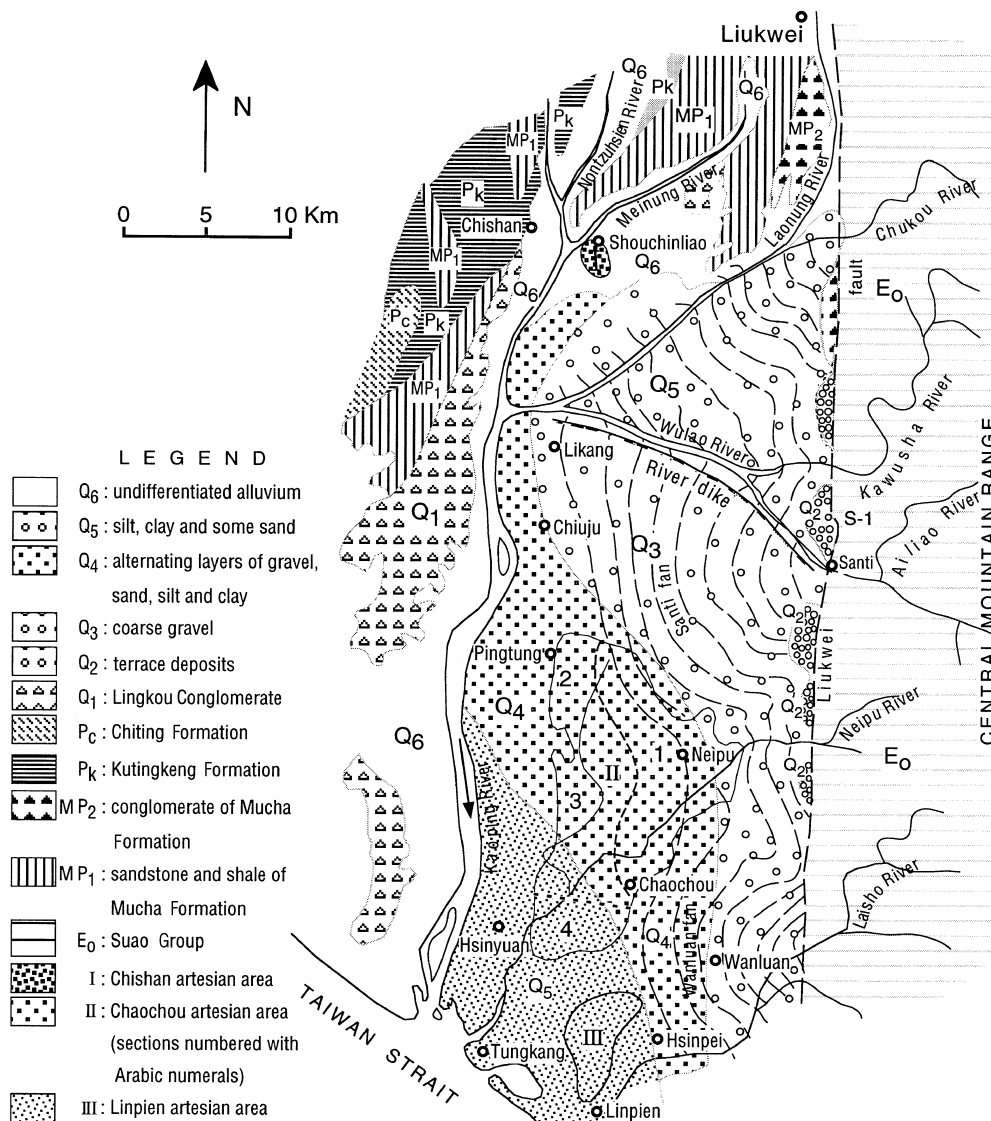 Liukwei
Q6
Pk
Q6
Pk
MP1
MP1
Pk
MP2
N
Nontzuhsien River
Meinung River
Laonung River
Chukou River
0 5 10 Km
Pk
Chishan
Shouchinliao
Q6
MP1
Q6
fault
Eo
Pc
Pk
MP1
Q5
Wulao River
Likang
River dike
Kawusha River
CENTRAL MOUNTAIN RANGE
LEGEND
Q6 : undifferentiated alluvium
Q5 : silt, clay and some sand
Q4 : alternating layers of gravel,
sand, silt and clay
Q3 : coarse gravel
Q2 : terrace deposits
Q1 : Lingkou Conglomerate
Pc : Chiting Formation
Pk : Kutingkeng Formation
MP2 : conglomerate of Mucha
Formation
MP1 : sandstone and shale of
Mucha Formation
Eo : Suao Group
I : Chishan artesian area
II : Chaochou artesian area
(sections numbered with
Arabic numerals)
III : Linpien artesian area
Q1
Chiuju
Q3
Q2
S-1
Ailiao River
Santi
Santi fan
Q2
Pingtung
2
Liukwei
Q4
Q2
Neipu River
Q6
1
Neipu
II
Q2
Eo
3
Kaoping River
Chaochou
Laisho River
4
Hsinyuan
Q4
Wanluan fan
Wanluan
Q5
TAIWAN STRAIT
III
Hsinpei
Tungkang
Linpien